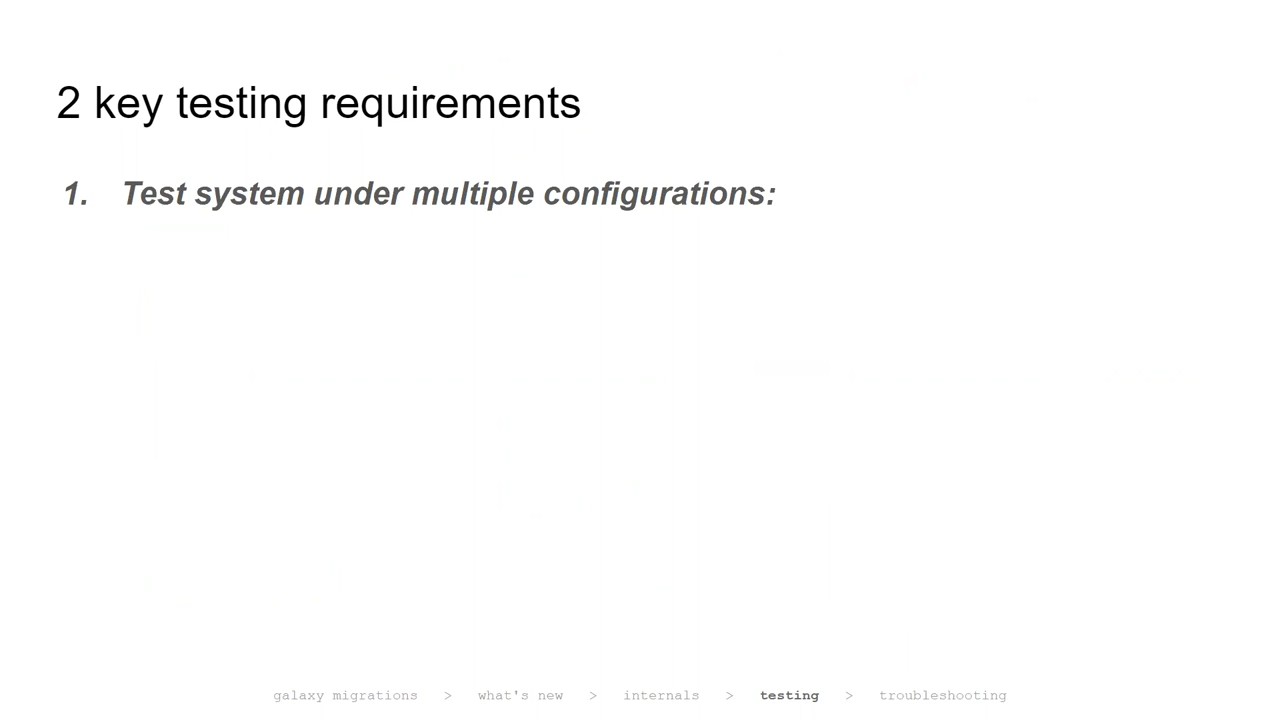 2 key testing requirements
1. Test system under multiple configurations:
galaxy migrations > what's new > internals > testing > troubleshooting